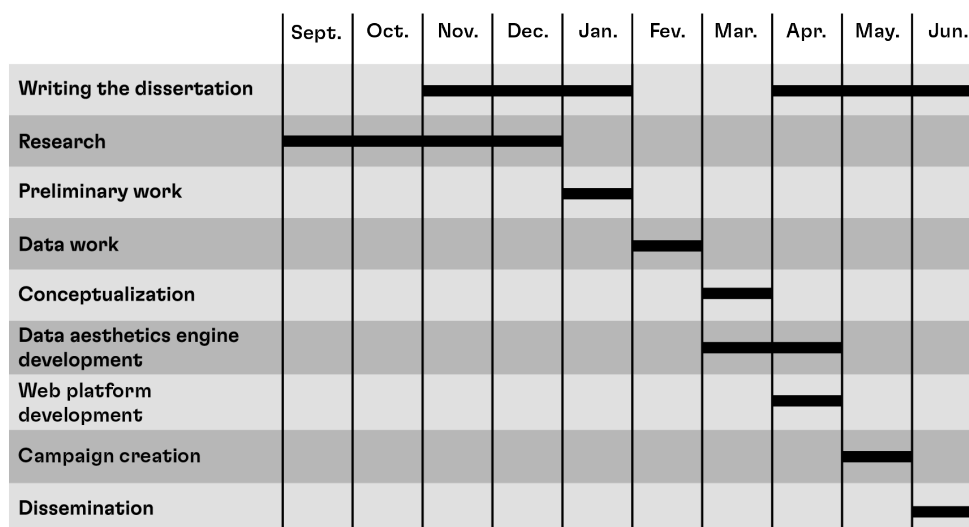 Sept. Oct. Nov. Dec. Jan. Fev. Mar. Apr. May. Jun.
Writing the dissertation
Research
Preliminary work
Data work
Conceptualization
Data aesthetics engine
development
Web platform
development
Campaign creation
Dissemination